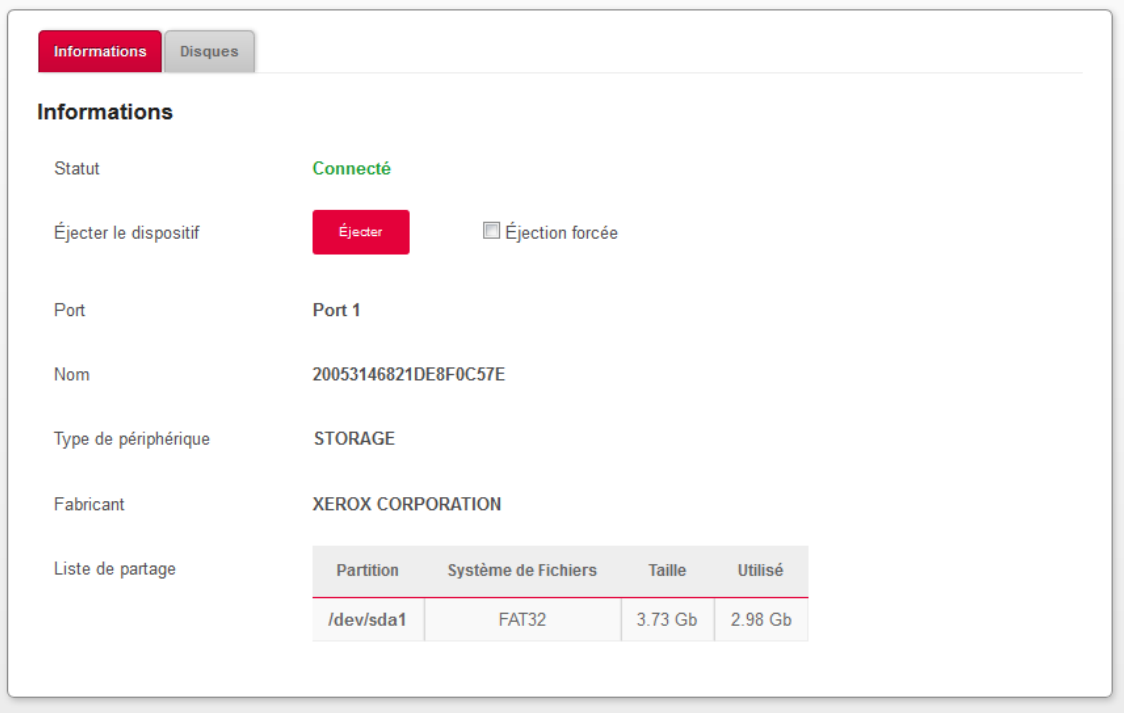 Informations Disques
Informations
Statut Connecté
Éjecter le dispositif Éjecter Éjection forcée
Port Port 1
Nom 20053146821DE8F0C57E
Type de périphérique STORAGE
Fabricant XEROX CORPORATION
Liste de partage Partition Système de Fichiers Taille Utilisé
/dev/sda1 FAT32 3.73 Gb 2.98 Gb